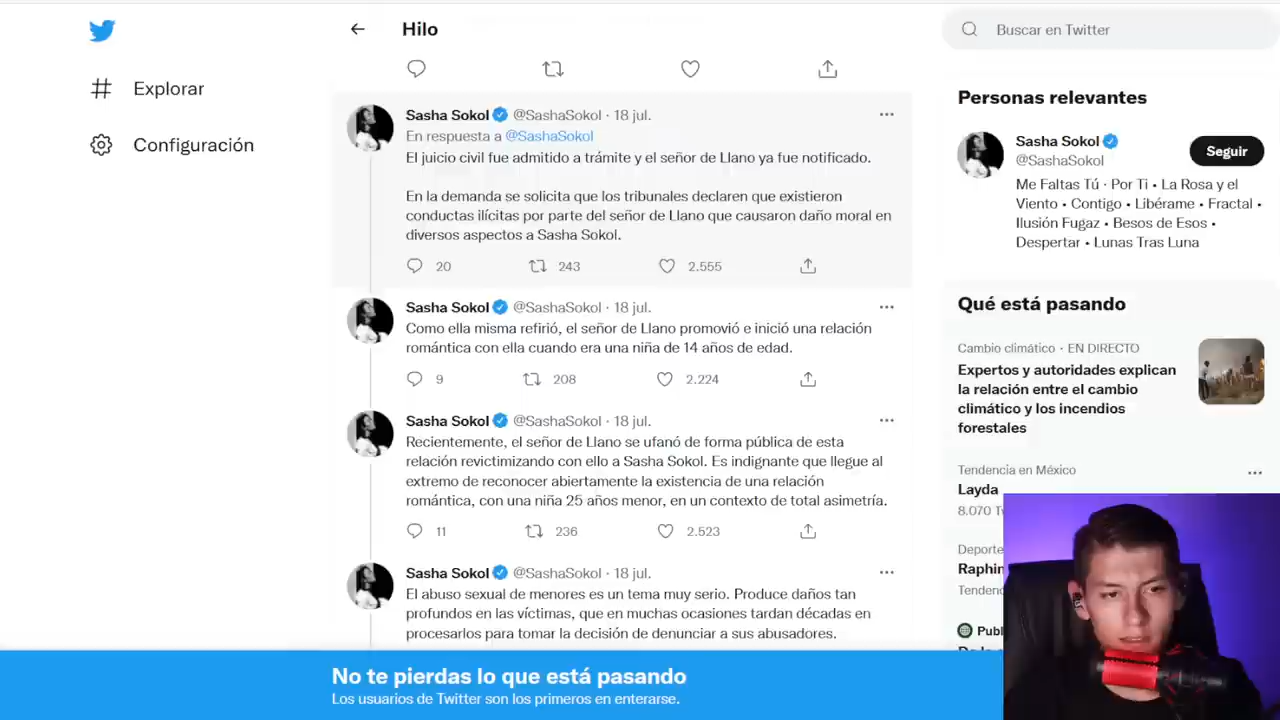 Explorar
Configuración
Hilo
Sasha Sokol @SashaSokol · 18 jul.
En respuesta a @SashaSokol
El juicio civil fue admitido a trámite y el señor de Llano ya fue notificado.
En la demanda se solicita que los tribunales declaren que existieron
conductas ilícitas por parte del señor de Llano que causaron daño moral en
diversos aspectos a Sasha Sokol.
20 243 2.555
Sasha Sokol @SashaSokol · 18 jul.
Como ella misma refirió, el señor de Llano promovió e inició una relación
romántica con ella cuando era una niña de 14 años de edad.
9 208 2.224
Sasha Sokol @SashaSokol · 18 jul.
Recientemente, el señor de Llano se ufanó de forma pública de esta
relación revictimizando con ello a Sasha Sokol. Es indignante que llegue al
extremo de reconocer abiertamente la existencia de una relación
romántica, con una niña 25 años menor, en un contexto de total asimetría.
11 236 2.523
Sasha Sokol @SashaSokol · 18 jul.
El abuso sexual de menores es un tema muy serio. Produce daños tan
profundos en las víctimas, que en muchas ocasiones tardan décadas en
procesarlos para tomar la decisión de denunciar a sus abusadores.
Buscar en Twitter
Personas relevantes
Sasha Sokol
@SashaSokol
Seguir
Me Faltas Tú · Por Ti • La Rosa y el
Viento • Contigo • Libérame • Fractal •
Ilusión Fugaz • Besos de Esos •
Despertar • Lunas Tras Luna
Qué está pasando
Cambio climático · EN DIRECTO
Expertos y autoridades explican
la relación entre el cambio
climático y los incendios
forestales
Tendencia en México
Layda
8.070 Tw
Deporte
Raphin
Tendenc
Publ
No te pierdas lo que está pasando
Los usuarios de Twitter son los primeros en enterarse.